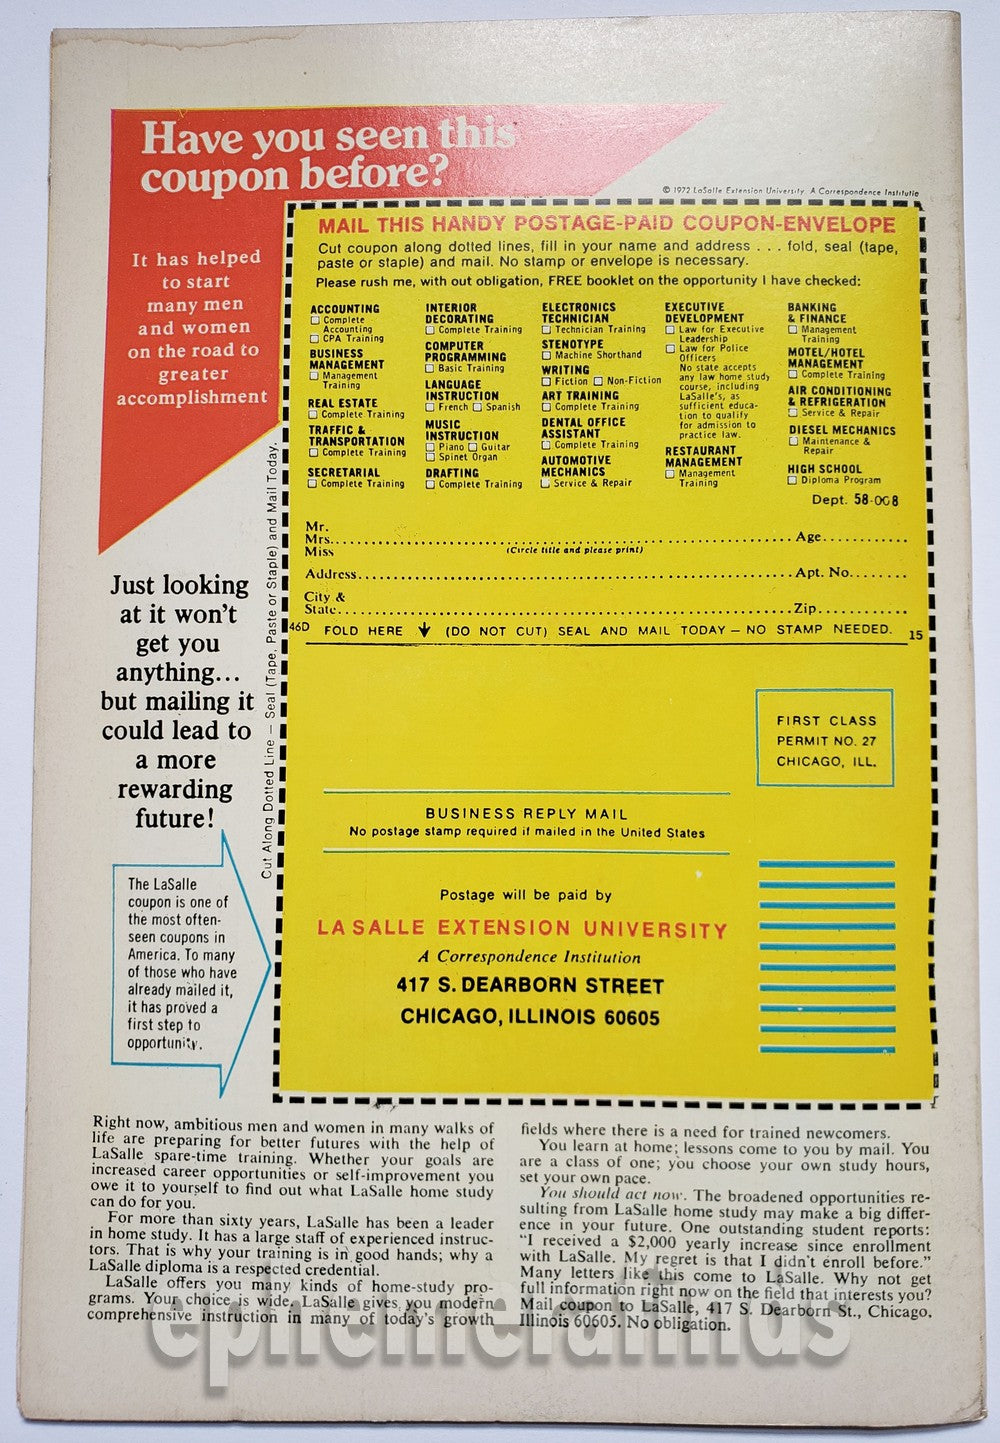 Have you seen this
coupon before?
© 1972 LaSalle Extension University. A Correspondence Institutio
It has helped
to start
many men
and women
on the road to
greater
accomplishment
MAIL THIS HANDY POSTAGE-PAID COUPON-ENVELOPE
Cut coupon along dotted lines, fill in your name and address . . . fold, seal (tape,
paste or staple) and mail. No stamp or envelope is necessary.
Please rush me, with out obligation, FREE booklet on the opportunity I have checked:
ACCOUNTING
Complete
Accounting
CPA Training
BUSINESS
MANAGEMENT
Management
Training
REAL ESTATE
Complete Training
TRAFFIC &
TRANSPORTATION
Complete Training
SECRETARIAL
Complete Training
INTERIOR
DECORATING
Complete Training
COMPUTER
PROGRAMMING
Basic Training
LANGUAGE
INSTRUCTION
French Spanish
MUSIC
INSTRUCTION
Piano Guitar
Spinet Organ
DRAFTING
Complete Training
ELECTRONICS
TECHNICIAN
Technician Training
STENOTYPE
Machine Shorthand
WRITING
Fiction Non-Fiction
ART TRAINING
Complete Training
DENTAL OFFICE
ASSISTANT
Complete Training
AUTOMOTIVE
MECHANICS
Service & Repair
EXECUTIVE
DEVELOPMENT
Law for Executive
Leadership
Law for Police
Officers
No state accepts
any law home study
course, including
LaSalle's, as
sufficient educa-
tion to qualify
for admission to
practice law.
RESTAURANT
MANAGEMENT
Management
Training
BANKING
& FINANCE
Management
Training
MOTEL/HOTEL
MANAGEMENT
Complete Training
AIR CONDITIONING
& REFRIGERATION
Service & Repair
DIESEL MECHANICS
Maintenance &
Repair
HIGH SCHOOL
Diploma Program
Dept. 58-008
Mr.
Mrs. Age
Miss (Circle title and please print)
Address Apt. No.
City &
State Zip
46D FOLD HERE (DO NOT CUT) SEAL AND MAIL TODAY – NO STAMP NEEDED. 15
Cut Along Dotted Line – Seal (Tape, Paste or Staple) and Mail Today.
Just looking
at it won't
get you
anything...
but mailing it
could lead to
a more
rewarding
future!
FIRST CLASS
PERMIT NO. 27
CHICAGO, ILL.
BUSINESS REPLY MAIL
No postage stamp required if mailed in the United States
Postage will be paid by
LA SALLE EXTENSION UNIVERSITY
A Correspondence Institution
417 S. DEARBORN STREET
CHICAGO, ILLINOIS 60605
The LaSalle
coupon is one of
the most often-
seen coupons in
America. To many
of those who have
already mailed it,
it has proved a
first step to
opportunity.
Right now, ambitious men and women in many walks of
life are preparing for better futures with the help of
LaSalle spare-time training. Whether your goals are
increased career opportunities or self-improvement you
owe it to yourself to find out what LaSalle home study
can do for you.
For more than sixty years, LaSalle has been a leader
in home study. It has a large staff of experienced instruc-
tors. That is why your training is in good hands; why a
LaSalle diploma is a respected credential.
LaSalle offers you many kinds of home-study pro-
grams. Your choice is wide. LaSalle gives you modern
comprehensive instruction in many of today's growth
fields where there is a need for trained newcomers.
You learn at home; lessons come to you by mail. You
are a class of one; you choose your own study hours,
set your own pace.
You should act now. The broadened opportunities re-
sulting from LaSalle home study may make a big differ-
ence in your future. One outstanding student reports:
"I received a $2,000 yearly increase since enrollment
with LaSalle. My regret is that I didn't enroll before."
Many letters like this come to LaSalle. Why not get
full information right now on the field that interests you?
Mail coupon to LaSalle, 417 S. Dearborn St., Chicago,
Illinois 60605. No obligation.
ephemerafinds